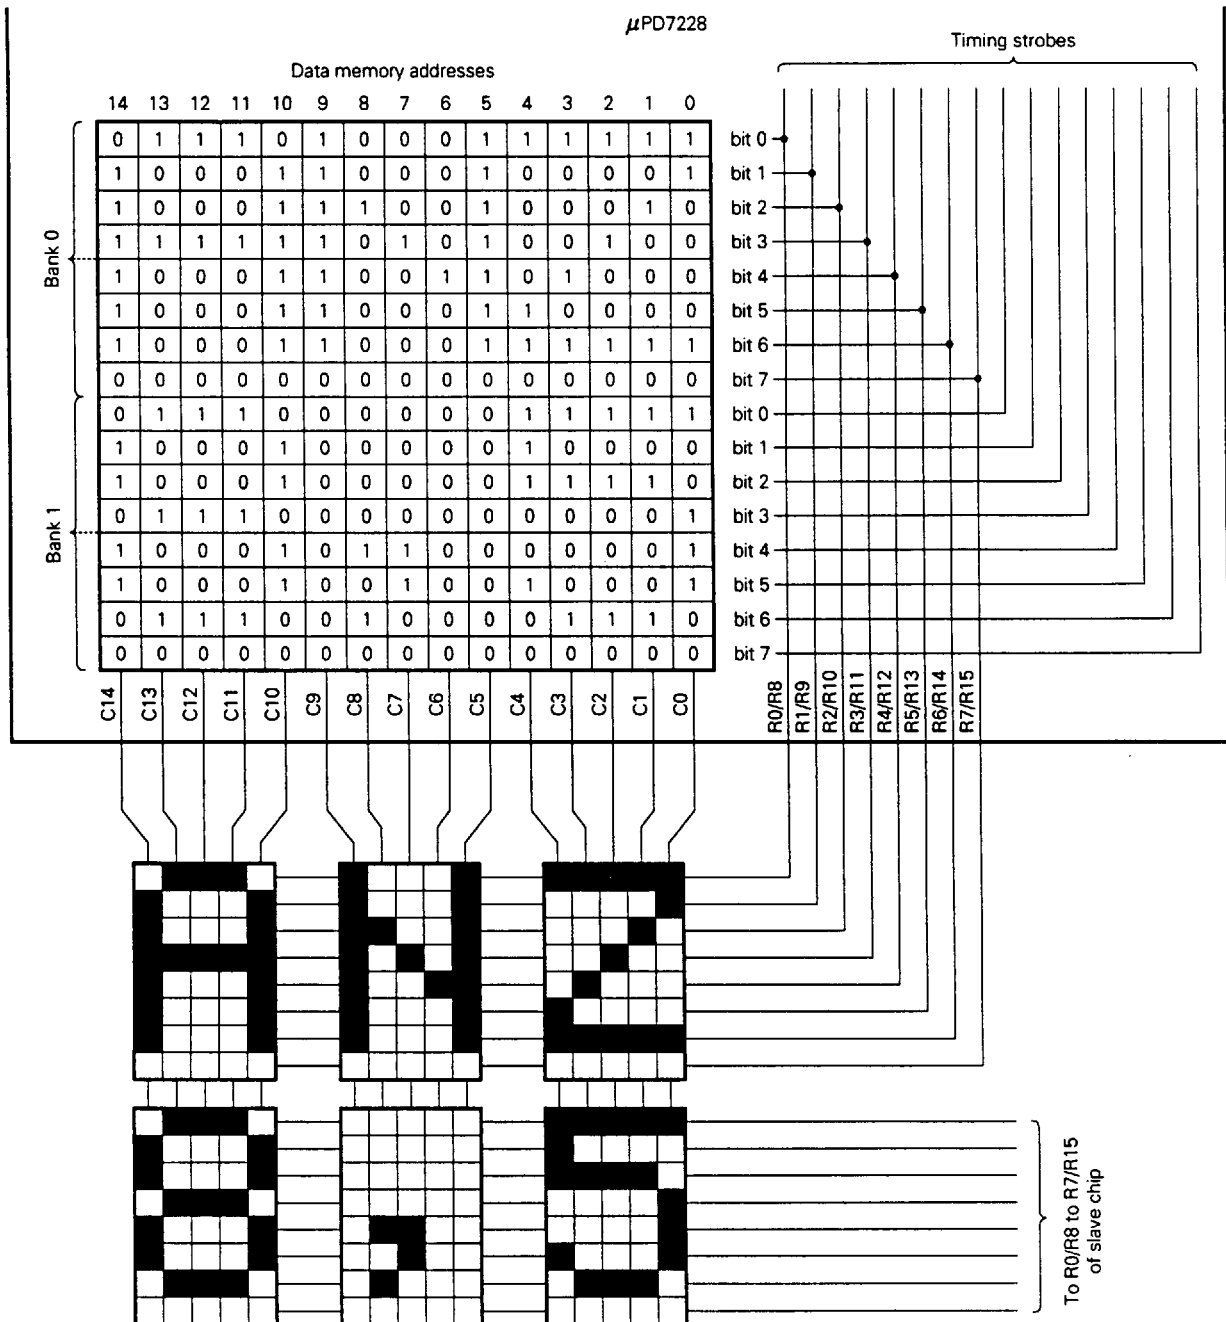 μPD7228
Timing strobes
Data memory addresses
14 13 12 11 10 9 8 7 6 5 4 3 2 1 0
0 1 1 1 0 1 0 0 0 1 1 1 1 1 1 bit 0
1 0 0 0 1 1 0 0 0 1 0 0 0 0 1 bit 1
1 0 0 0 1 1 1 0 0 1 0 0 0 1 0 bit 2
1 1 1 1 1 1 0 1 0 1 0 0 1 0 0 bit 3
Bank 0
1 0 0 0 1 1 0 0 1 1 0 1 0 0 0 bit 4
1 0 0 0 1 1 0 0 0 1 1 0 0 0 0 bit 5
1 0 0 0 1 1 0 0 0 1 1 1 1 1 1 bit 6
0 0 0 0 0 0 0 0 0 0 0 0 0 0 0 bit 7
0 1 1 1 0 0 0 0 0 0 1 1 1 1 1 bit 0
1 0 0 0 1 0 0 0 0 0 1 0 0 0 0 bit 1
1 0 0 0 1 0 0 0 0 0 1 1 1 1 0 bit 2
0 1 1 1 0 0 0 0 0 0 0 0 0 0 1 bit 3
Bank 1
1 0 0 0 1 0 1 1 0 0 0 0 0 0 1 bit 4
1 0 0 0 1 0 0 1 0 0 1 0 0 0 1 bit 5
0 1 1 1 0 0 1 0 0 0 0 1 1 1 0 bit 6
0 0 0 0 0 0 0 0 0 0 0 0 0 0 0 bit 7
C14 C13 C12 C11 C10 C9 C8 C7 C6 C5 C4 C3 C2 C1 C0
R0/R8 R1/R9 R2/R10 R3/R11 R4/R12 R5/R13 R6/R14 R7/R15
To R0/R8 to R7/R15
of slave chip